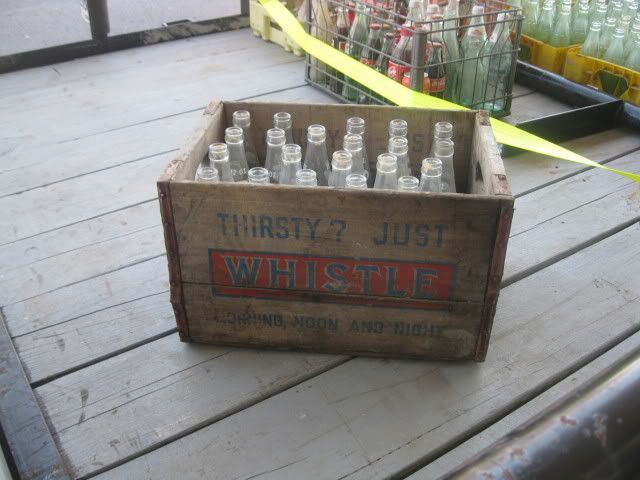 THIRSTY? JUST
WHISTLE
MORNING, NOON AND NIGHT